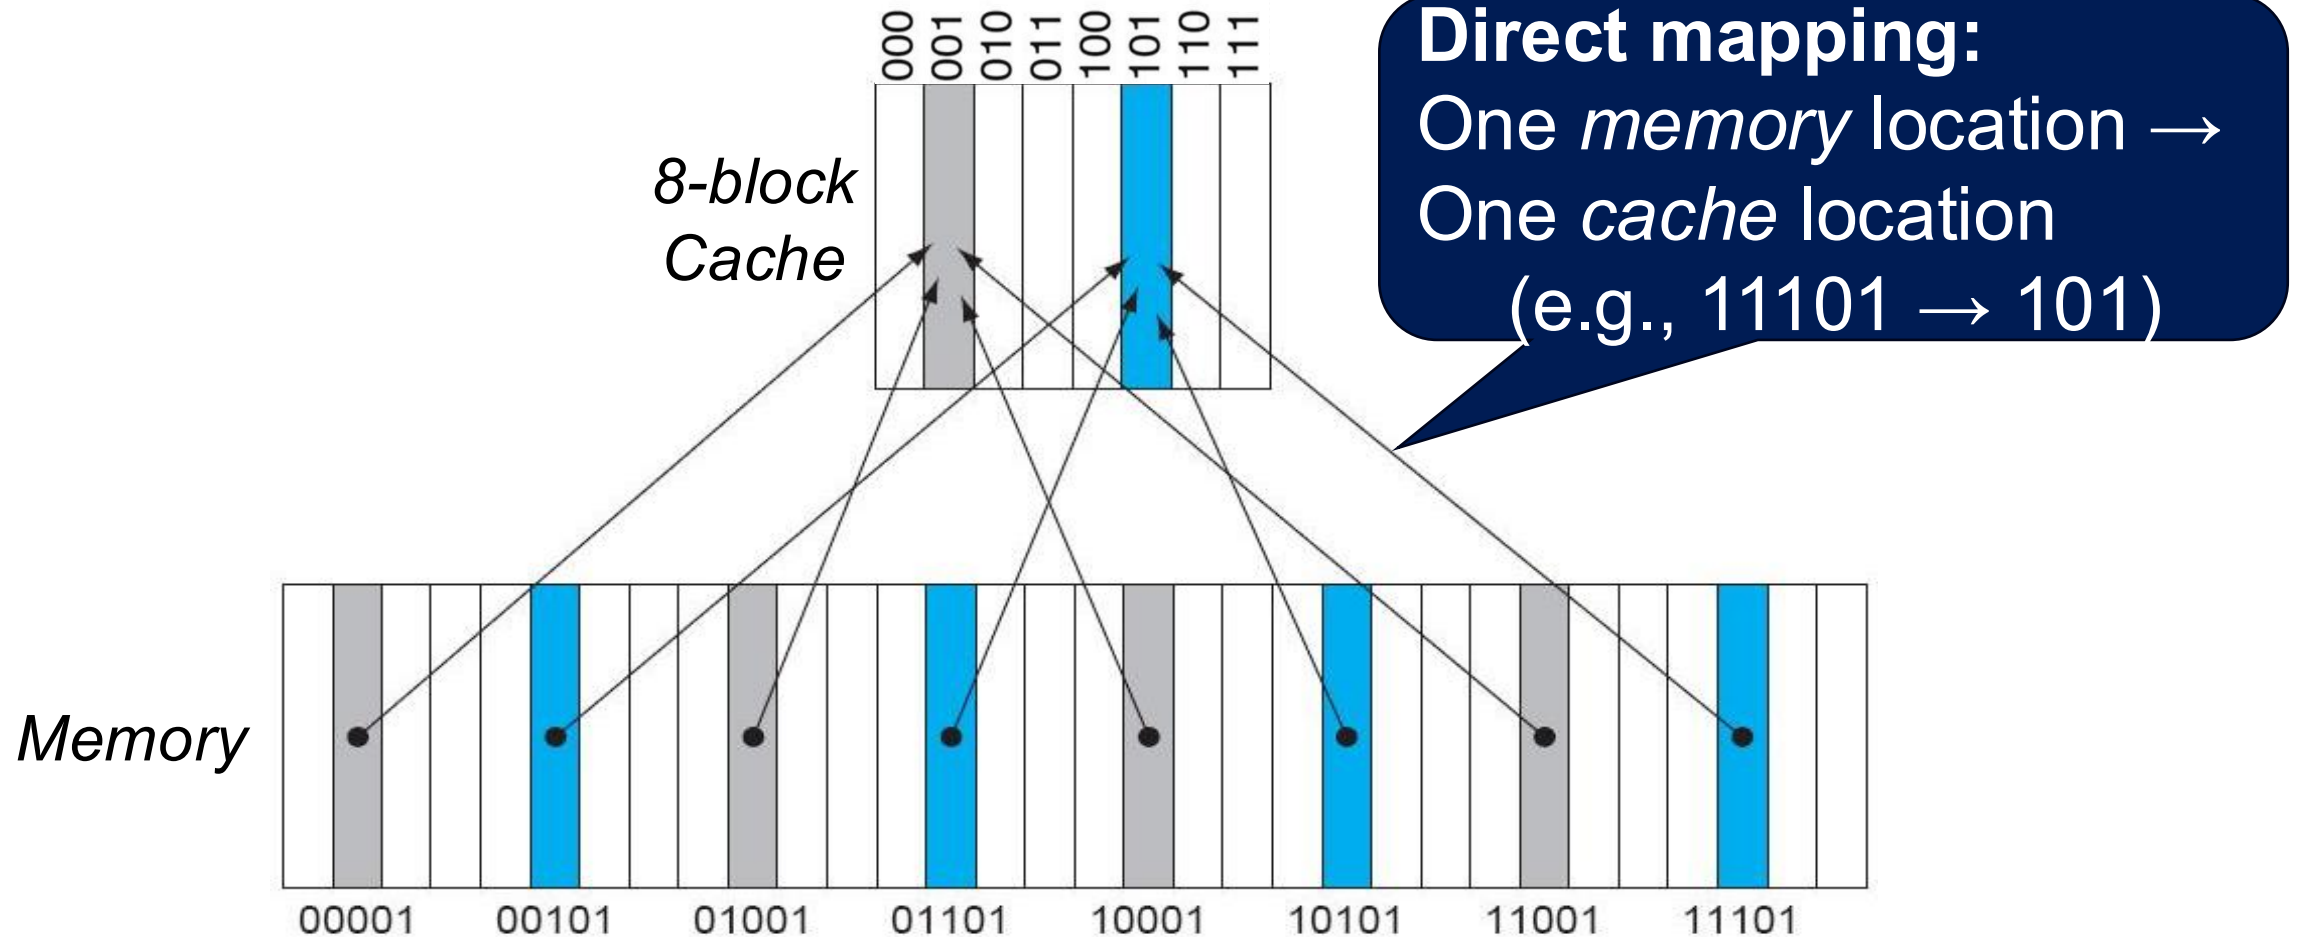 000 001 010 011 100 101 110 111
Direct mapping:
One memory location →
One cache location
(e.g., 11101 → 101)
8-block
Cache
Memory
00001 00101 01001 01101 10001 10101 11001 11101